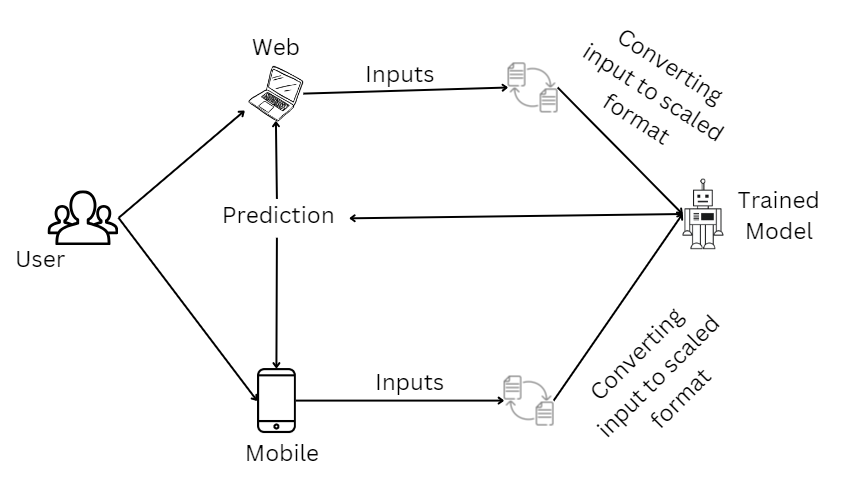 Web
Inputs
Converting
input to scaled
format
Prediction
Trained
Model
User
Converting
input to scaled
format
Inputs
Mobile